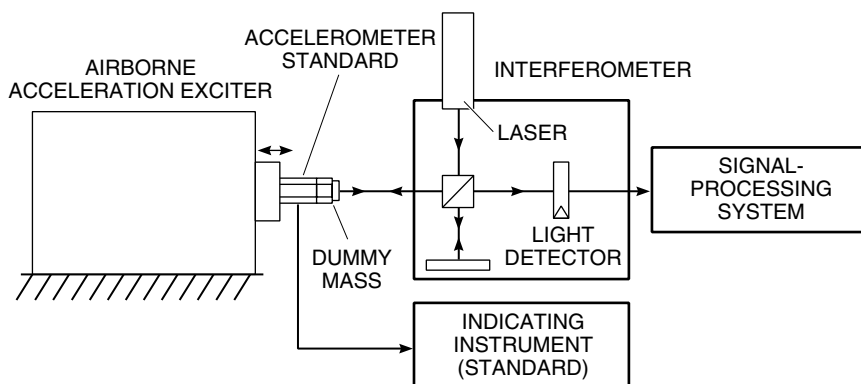 AIRBORNE
ACCELERATION EXCITER
ACCELEROMETER
STANDARD
INTERFEROMETER
LASER
LIGHT
DETECTOR
SIGNAL-
PROCESSING
SYSTEM
DUMMY
MASS
INDICATING
INSTRUMENT
(STANDARD)